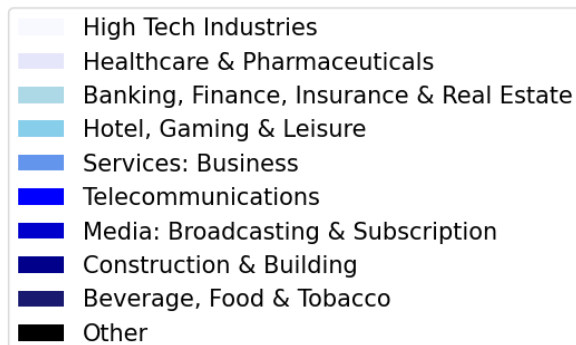 High Tech Industries
Healthcare & Pharmaceuticals
Banking, Finance, Insurance & Real Estate
Hotel, Gaming & Leisure
Services: Business
Telecommunications
Media: Broadcasting & Subscription
Construction & Building
Beverage, Food & Tobacco
Other